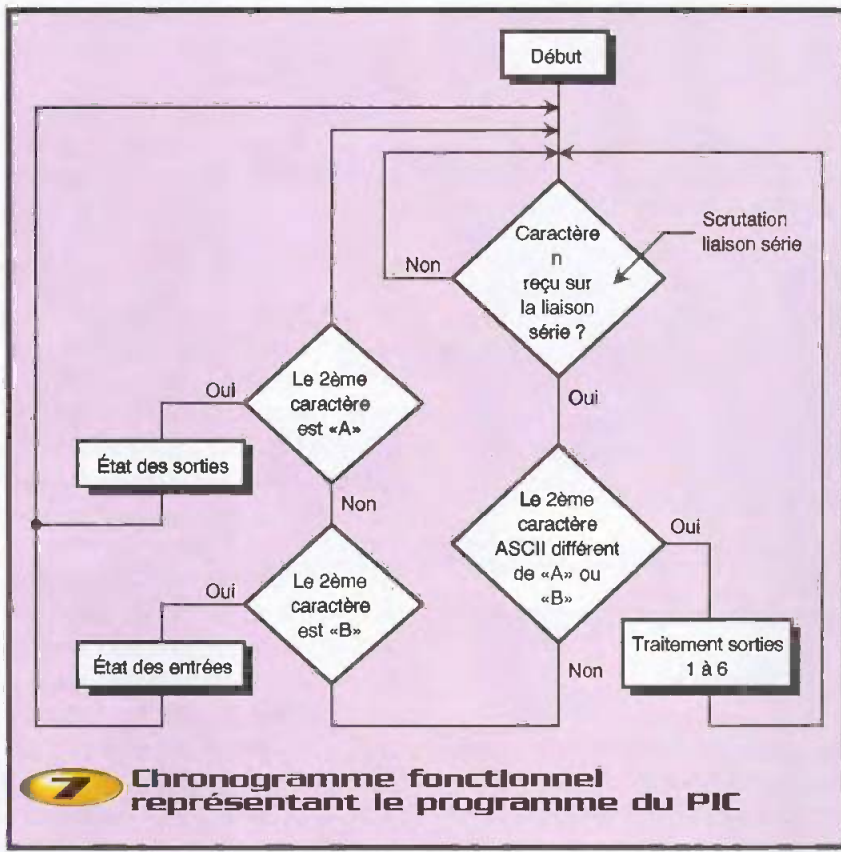 Début
Caractère
n
reçu sur
la liaison
série ?
Scrutation
liaison série
Non
Oui
Le 2ème
caractère
est «A»
Oui
État des sorties
Non
Le 2ème
caractère
ASCII différent
de «A» ou
«B»
Oui
Le 2ème
caractère
est «B»
Oui
État des entrées
Non
Traitement sorties
1 à 6
7 Chronogramme fonctionnel
représentant le programme du PIC